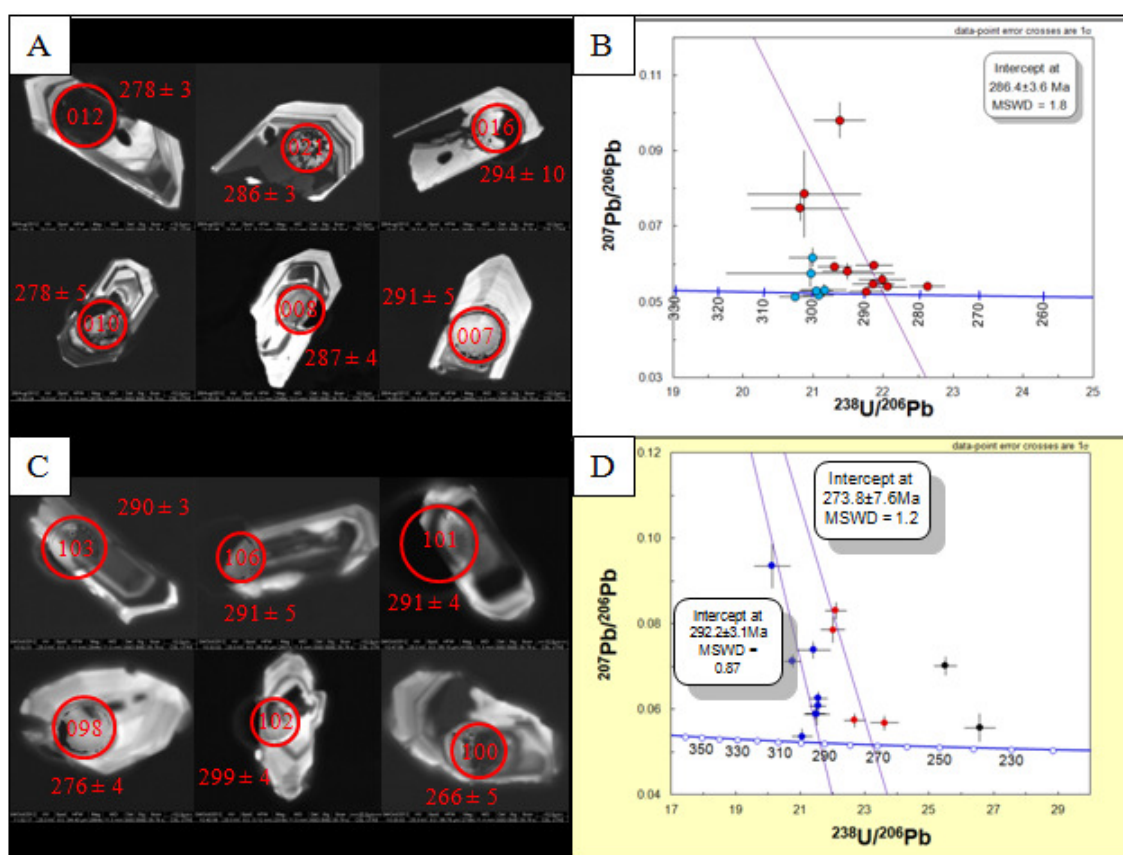 A
012
278 ± 3
021
286 ± 3
016
294 ± 10
278 ± 5
010
008
287 ± 4
291 ± 5
007
B
data-point error crosses are 1σ
Intercept at
286.4±3.6 Ma
MSWD = 1.8
207Pb/206Pb
0.11
0.09
0.07
0.05
0.03
330
320
310
300
290
280
270
260
19
20
21
22
23
24
25
238U/206Pb
C
290 ± 3
103
106
291 ± 5
101
291 ± 4
098
276 ± 4
102
299 ± 4
100
266 ± 5
D
data-point error crosses are 1σ
Intercept at
273.8±7.6Ma
MSWD = 1.2
Intercept at
292.2±3.1Ma
MSWD =
0.87
207Pb/206Pb
0.12
0.10
0.08
0.06
0.04
350
330
310
290
270
250
230
17
19
21
23
25
27
29
238U/206Pb